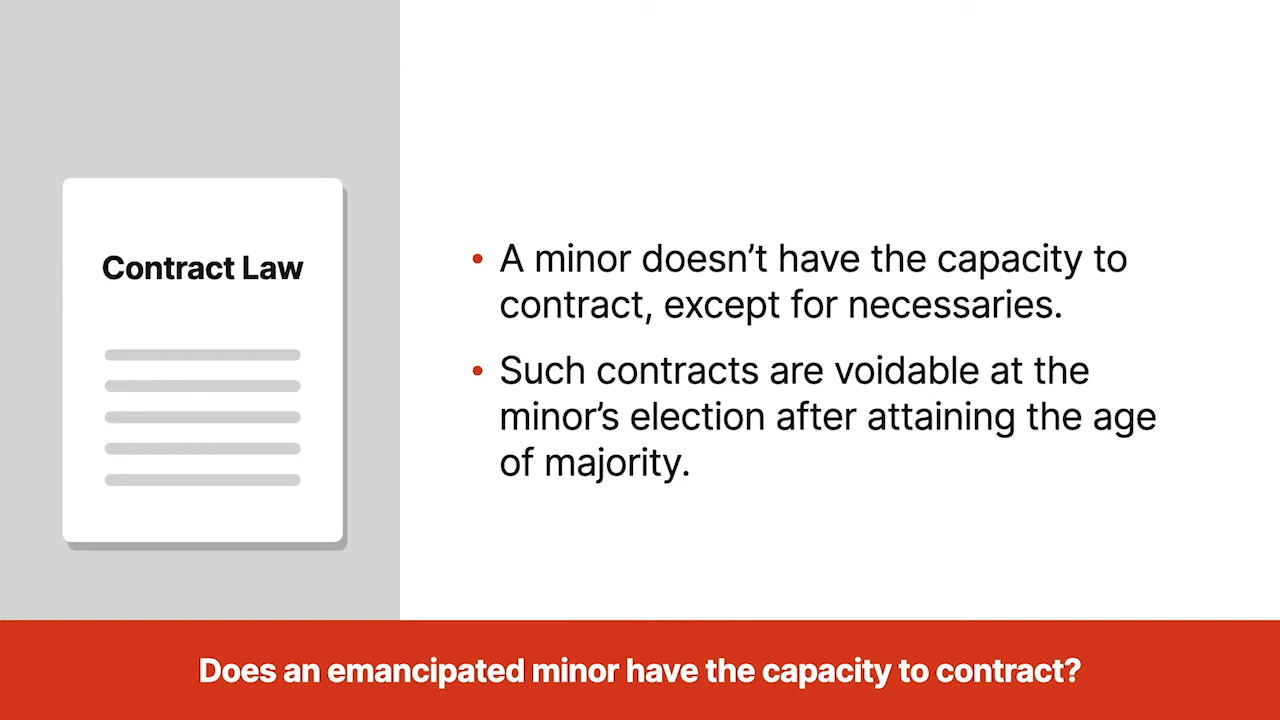 Contract Law
• A minor doesn’t have the capacity to
contract, except for necessaries.
• Such contracts are voidable at the
minor’s election after attaining the age
of majority.
Does an emancipated minor have the capacity to contract?